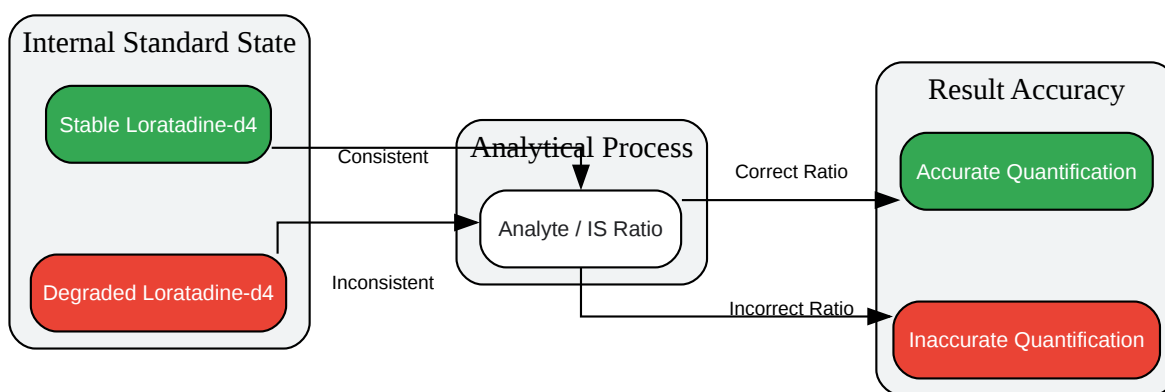 Internal Standard State
Stable Loratadine-d4
Degraded Loratadine-d4
Consistent
Inconsistent
Analytical Process
Analyte / IS Ratio
Correct Ratio
Incorrect Ratio
Result Accuracy
Accurate Quantification
Inaccurate Quantification